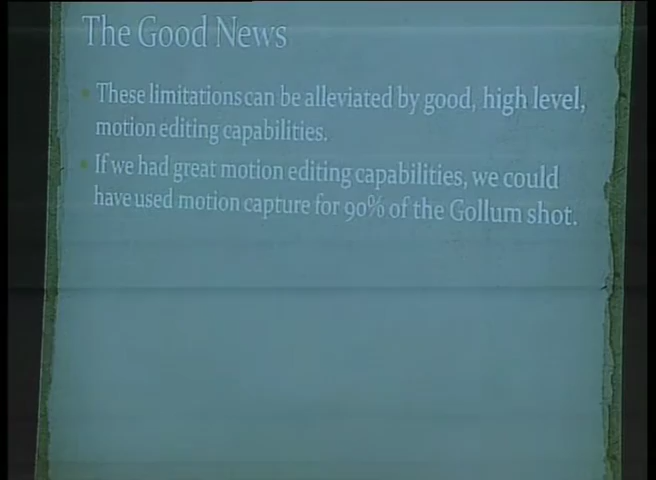 The Good News
These limitations can be alleviated by good, high level,
motion editing capabilities.
If we had great motion editing capabilities, we could
have used motion capture for 90% of the Gollum shot.